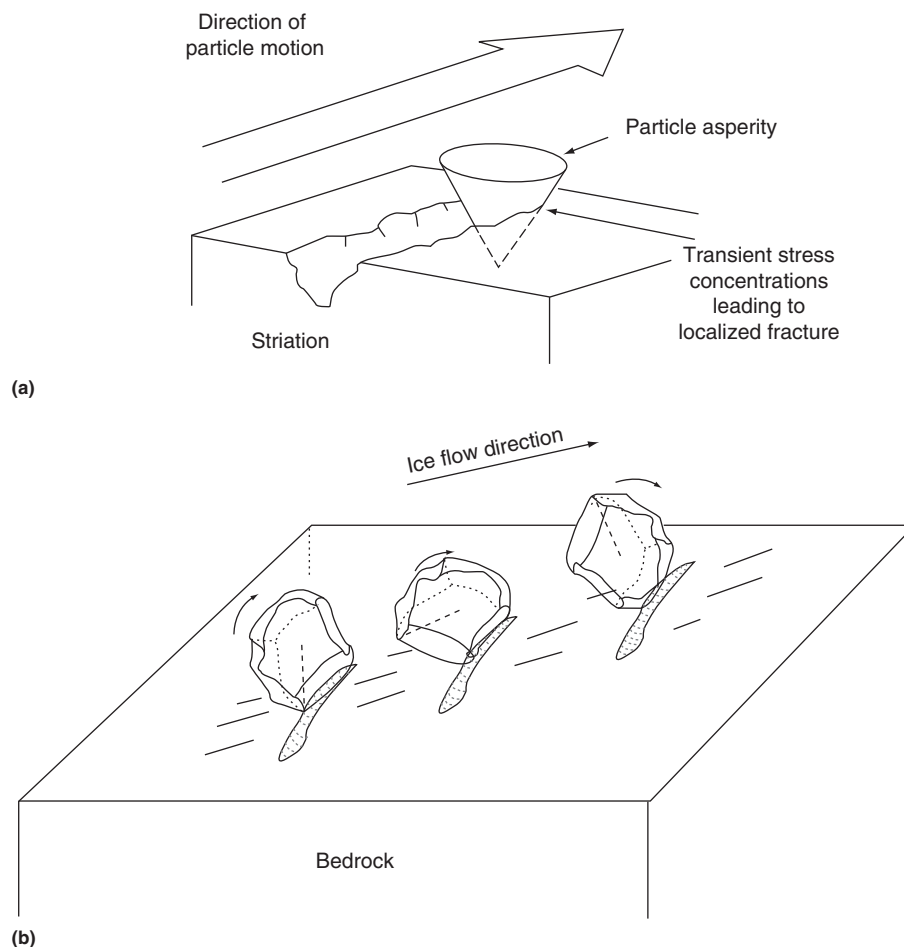 Direction of
particle motion
Particle asperity
Transient stress
concentrations
leading to
localized fracture
Striation
(a)
Ice flow direction
Bedrock
(b)